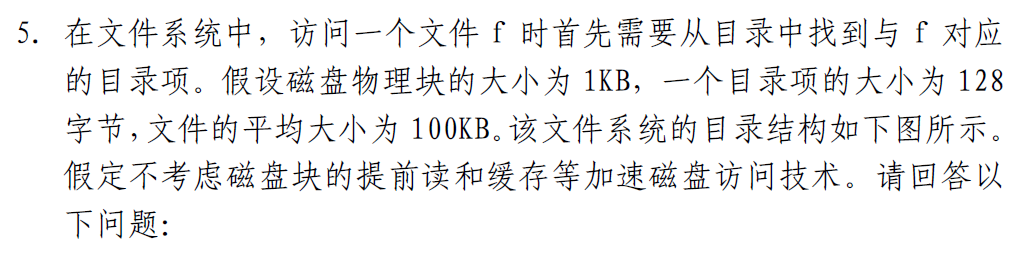 5. 在文件系统中，访问一个文件 f 时首先需要从目录中找到与 f 对应
的目录项。假设磁盘物理块的大小为 1KB，一个目录项的大小为 128
字节，文件的平均大小为 100KB。该文件系统的目录结构如下图所示。
假定不考虑磁盘块的提前读和缓存等加速磁盘访问技术。请回答以
下问题：